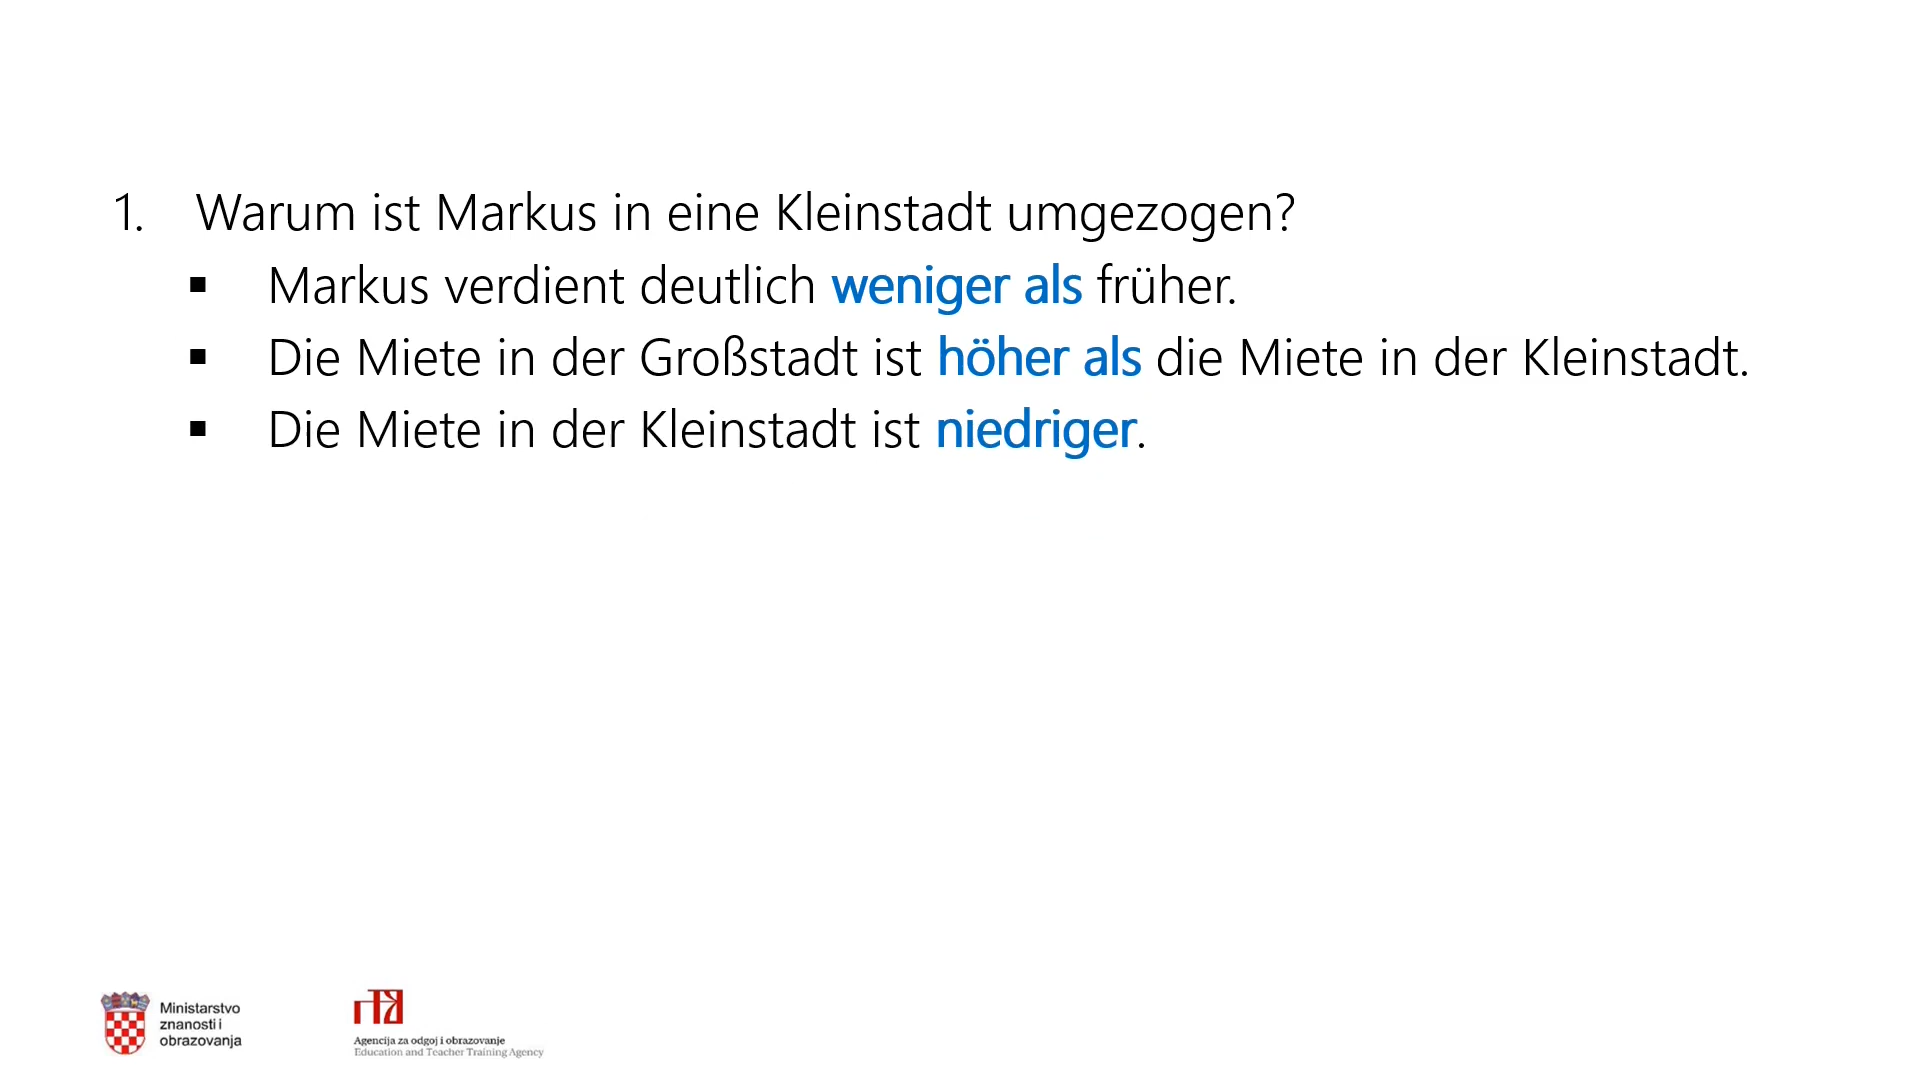 1. Warum ist Markus in eine Kleinstadt umgezogen?
▪ Markus verdient deutlich weniger als früher.
▪ Die Miete in der Großstadt ist höher als die Miete in der Kleinstadt.
▪ Die Miete in der Kleinstadt ist niedriger.
Ministarstvo
znanosti i
obrazovanja
Agencija za odgoj i obrazovanje
Education and Teacher Training Agency